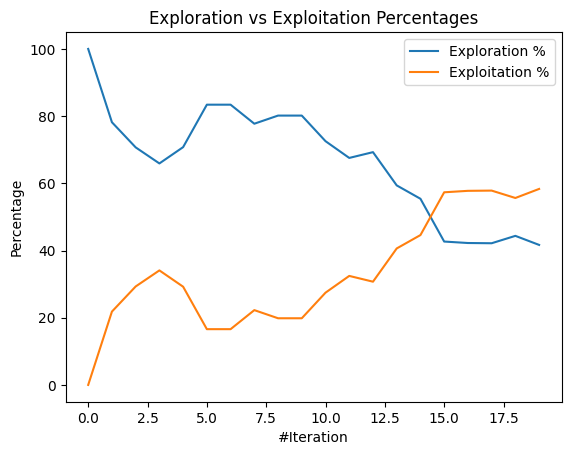 Exploration vs Exploitation Percentages
Exploration %
Exploitation %
100
80
60
40
20
0
Percentage
0.0 2.5 5.0 7.5 10.0 12.5 15.0 17.5
#Iteration